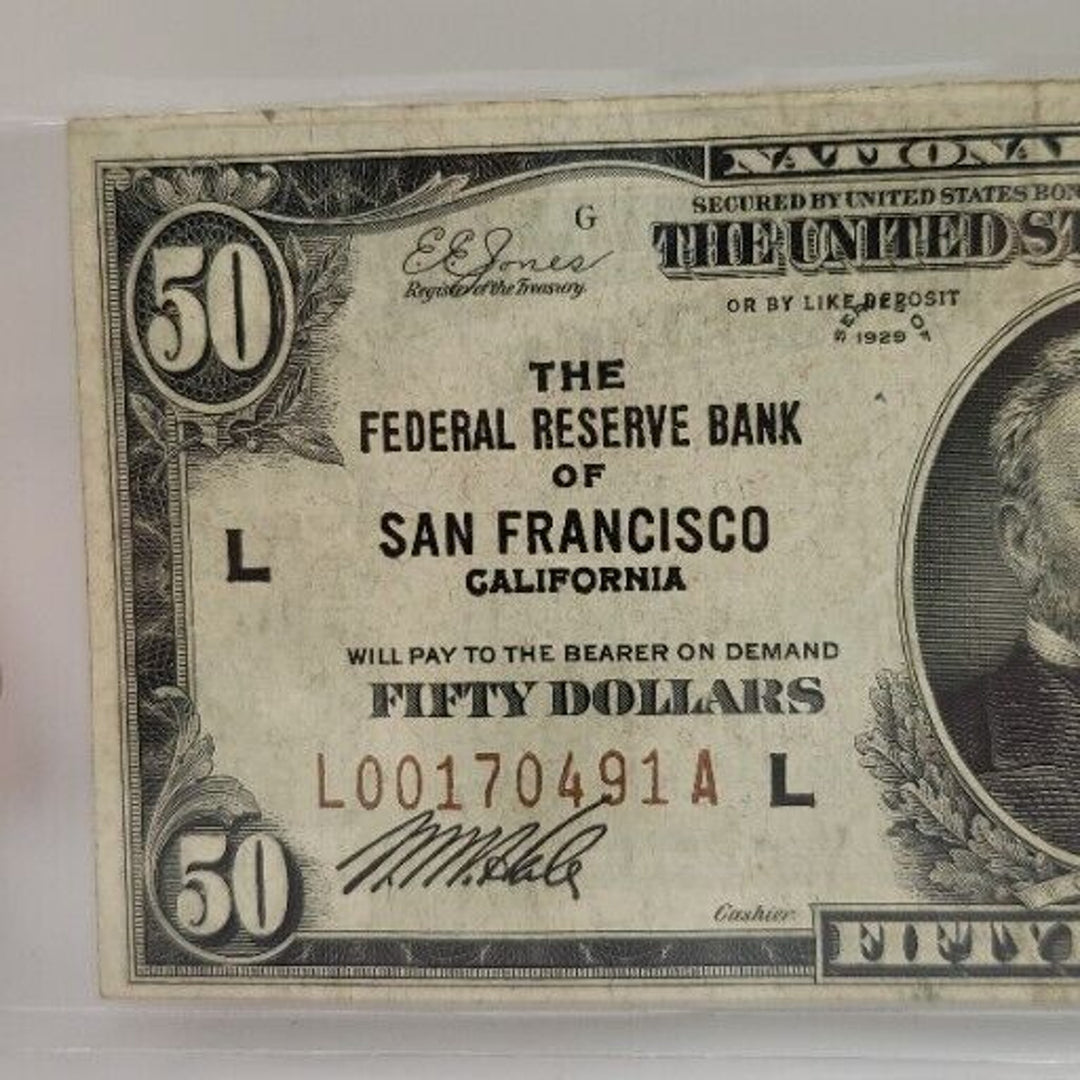 NATIONA
SECURED BY UNITED STATES BON
THE UNITED ST
50
G
E E Jones
Register of the Treasury.
OR BY LIKE DEPOSIT
SERIES OF
1929
THE
FEDERAL RESERVE BANK
OF
SAN FRANCISCO
CALIFORNIA
L
WILL PAY TO THE BEARER ON DEMAND
FIFTY DOLLARS
L00170491A L
50
Cashier
FIFTY